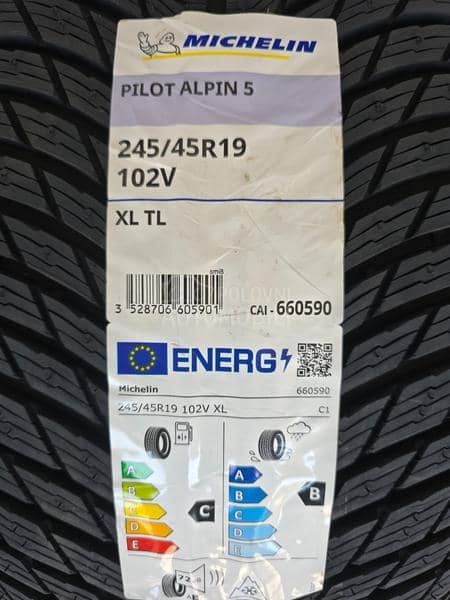 MICHELIN
PILOT ALPIN 5
245/45R19
102V
XL TL
3 528706 605901
CAI - 660590
ENERG
Michelin 660590
245/45R19 102V XL C1
A A
B B
C C
D D
E E
C B
72